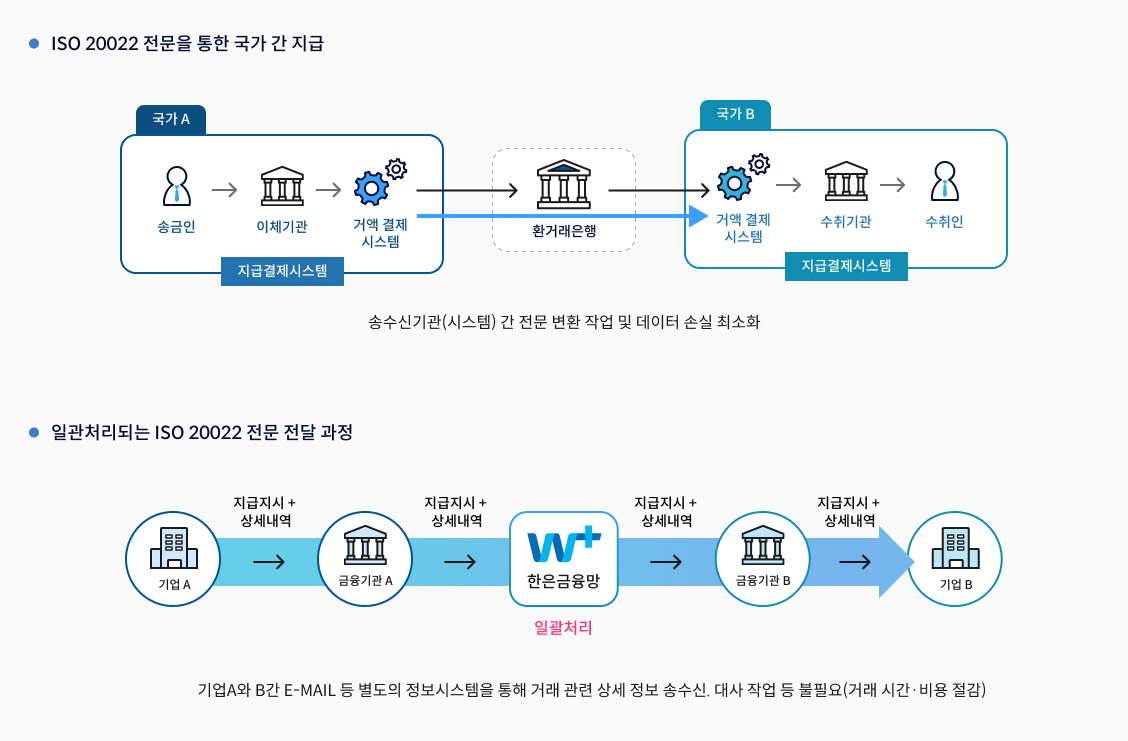 ISO 20022 전문을 통한 국가 간 지급
국가 A
국가 B
송금인
이체기관
거액 결제
시스템
환거래은행
거액 결제
시스템
수취기관
수취인
지급결제시스템
지급결제시스템
송수신기관(시스템) 간 전문 변환 작업 및 데이터 손실 최소화
일관처리되는 ISO 20022 전문 전달 과정
지급지시 +
상세내역
지급지시 +
상세내역
지급지시 +
상세내역
지급지시 +
상세내역
기업 A
금융기관 A
W+
한은금융망
금융기관 B
기업 B
일괄처리
기업A와 B간 E-MAIL 등 별도의 정보시스템을 통해 거래 관련 상세 정보 송수신. 대사 작업 등 불필요(거래 시간·비용 절감)